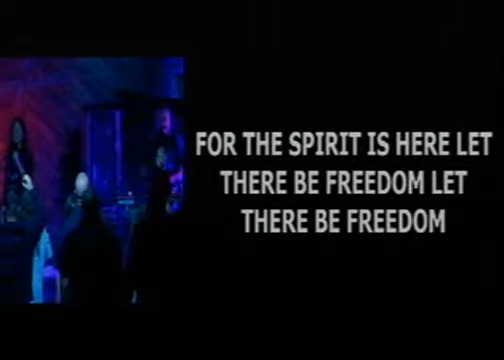 FOR THE SPIRIT IS HERE LET
THERE BE FREEDOM LET
THERE BE FREEDOM